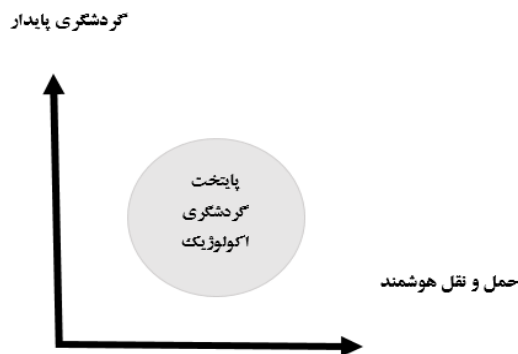 گردشگری پایدار
پایتخت
گردشگری
اکولوژیک
حمل و نقل هوشمند